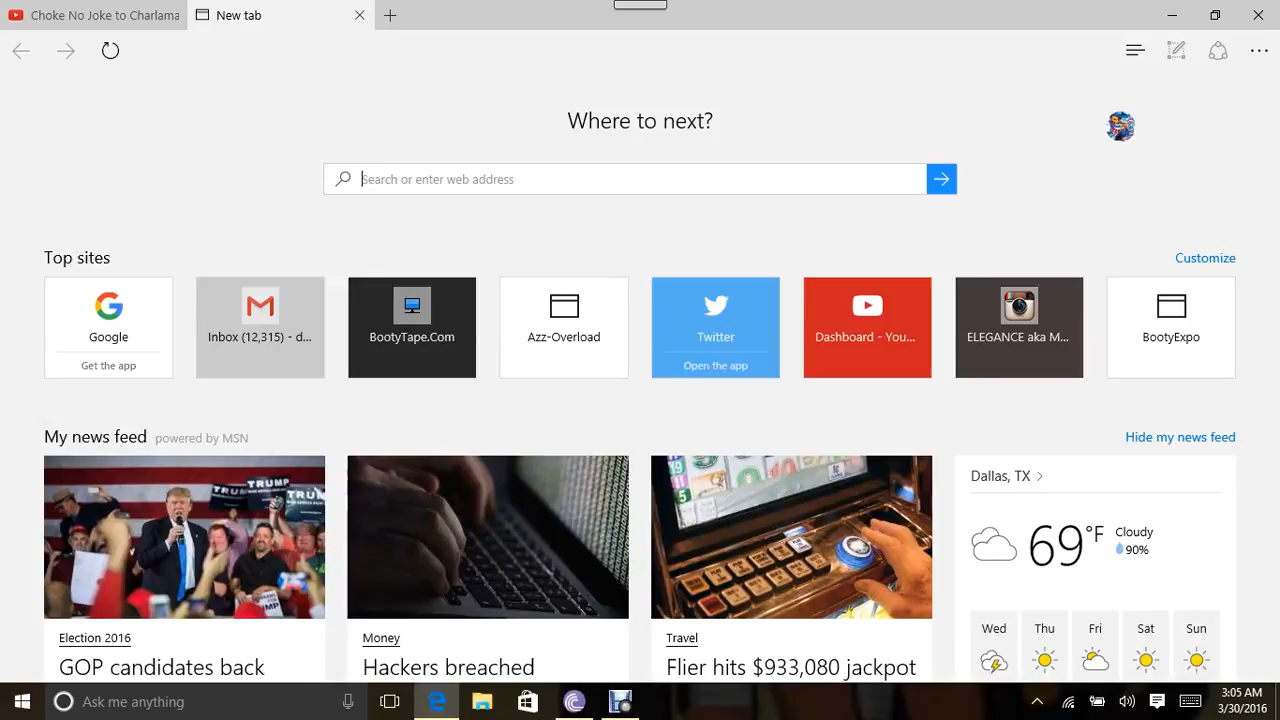 Choke No Joke to Charlama
New tab
Where to next?
Search or enter web address
Top sites
Customize
Google
Get the app
Inbox (12,315) - d...
BootyTape.Com
Azz-Overload
Twitter
Open the app
Dashboard - You...
ELEGANCE aka M...
BootyExpo
My news feed powered by MSN
Hide my news feed
TRUMP
TRUMP
TRUMP
Election 2016
GOP candidates back
Money
Hackers breached
Travel
Flier hits $933,080 jackpot
Dallas, TX
69°F
Cloudy
90%
Wed
Thu
Fri
Sat
Sun
Ask me anything
3:05 AM
3/30/2016